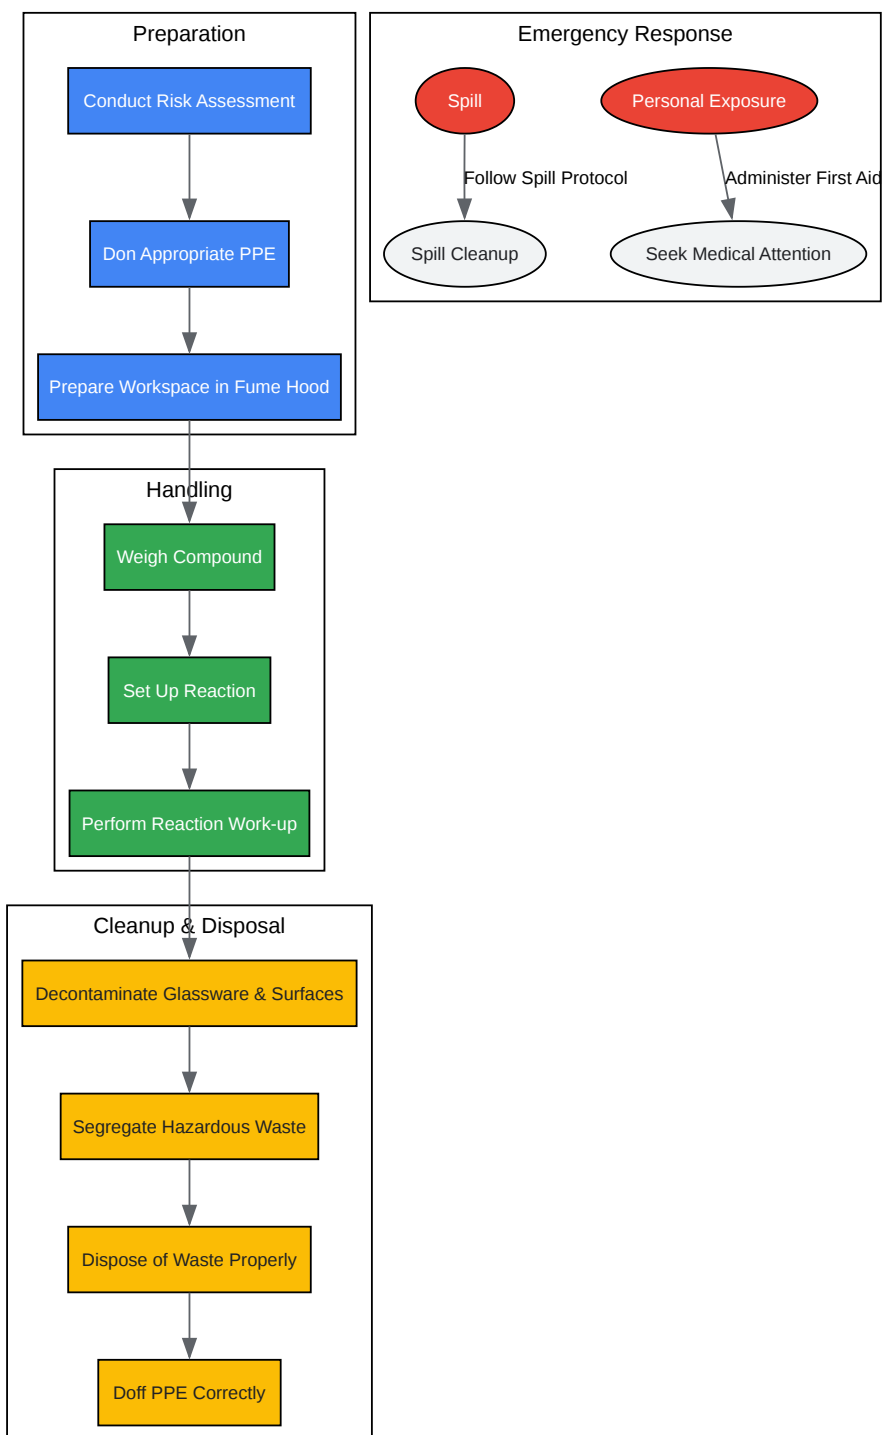 Preparation
Conduct Risk Assessment
Don Appropriate PPE
Prepare Workspace in Fume Hood
Emergency Response
Spill
Personal Exposure
Follow Spill Protocol
Administer First Aid
Spill Cleanup
Seek Medical Attention
Handling
Weigh Compound
Set Up Reaction
Perform Reaction Work-up
Cleanup & Disposal
Decontaminate Glassware & Surfaces
Segregate Hazardous Waste
Dispose of Waste Properly
Doff PPE Correctly